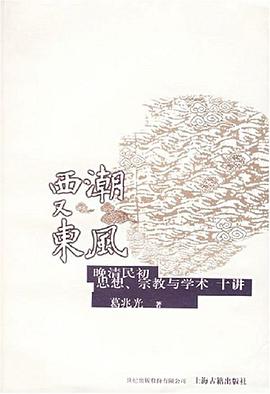 西潮
又
東風
晚清民初
思想、宗教与学术 十讲
葛兆光 著
世纪出版股份有限公司 上海古籍出版社